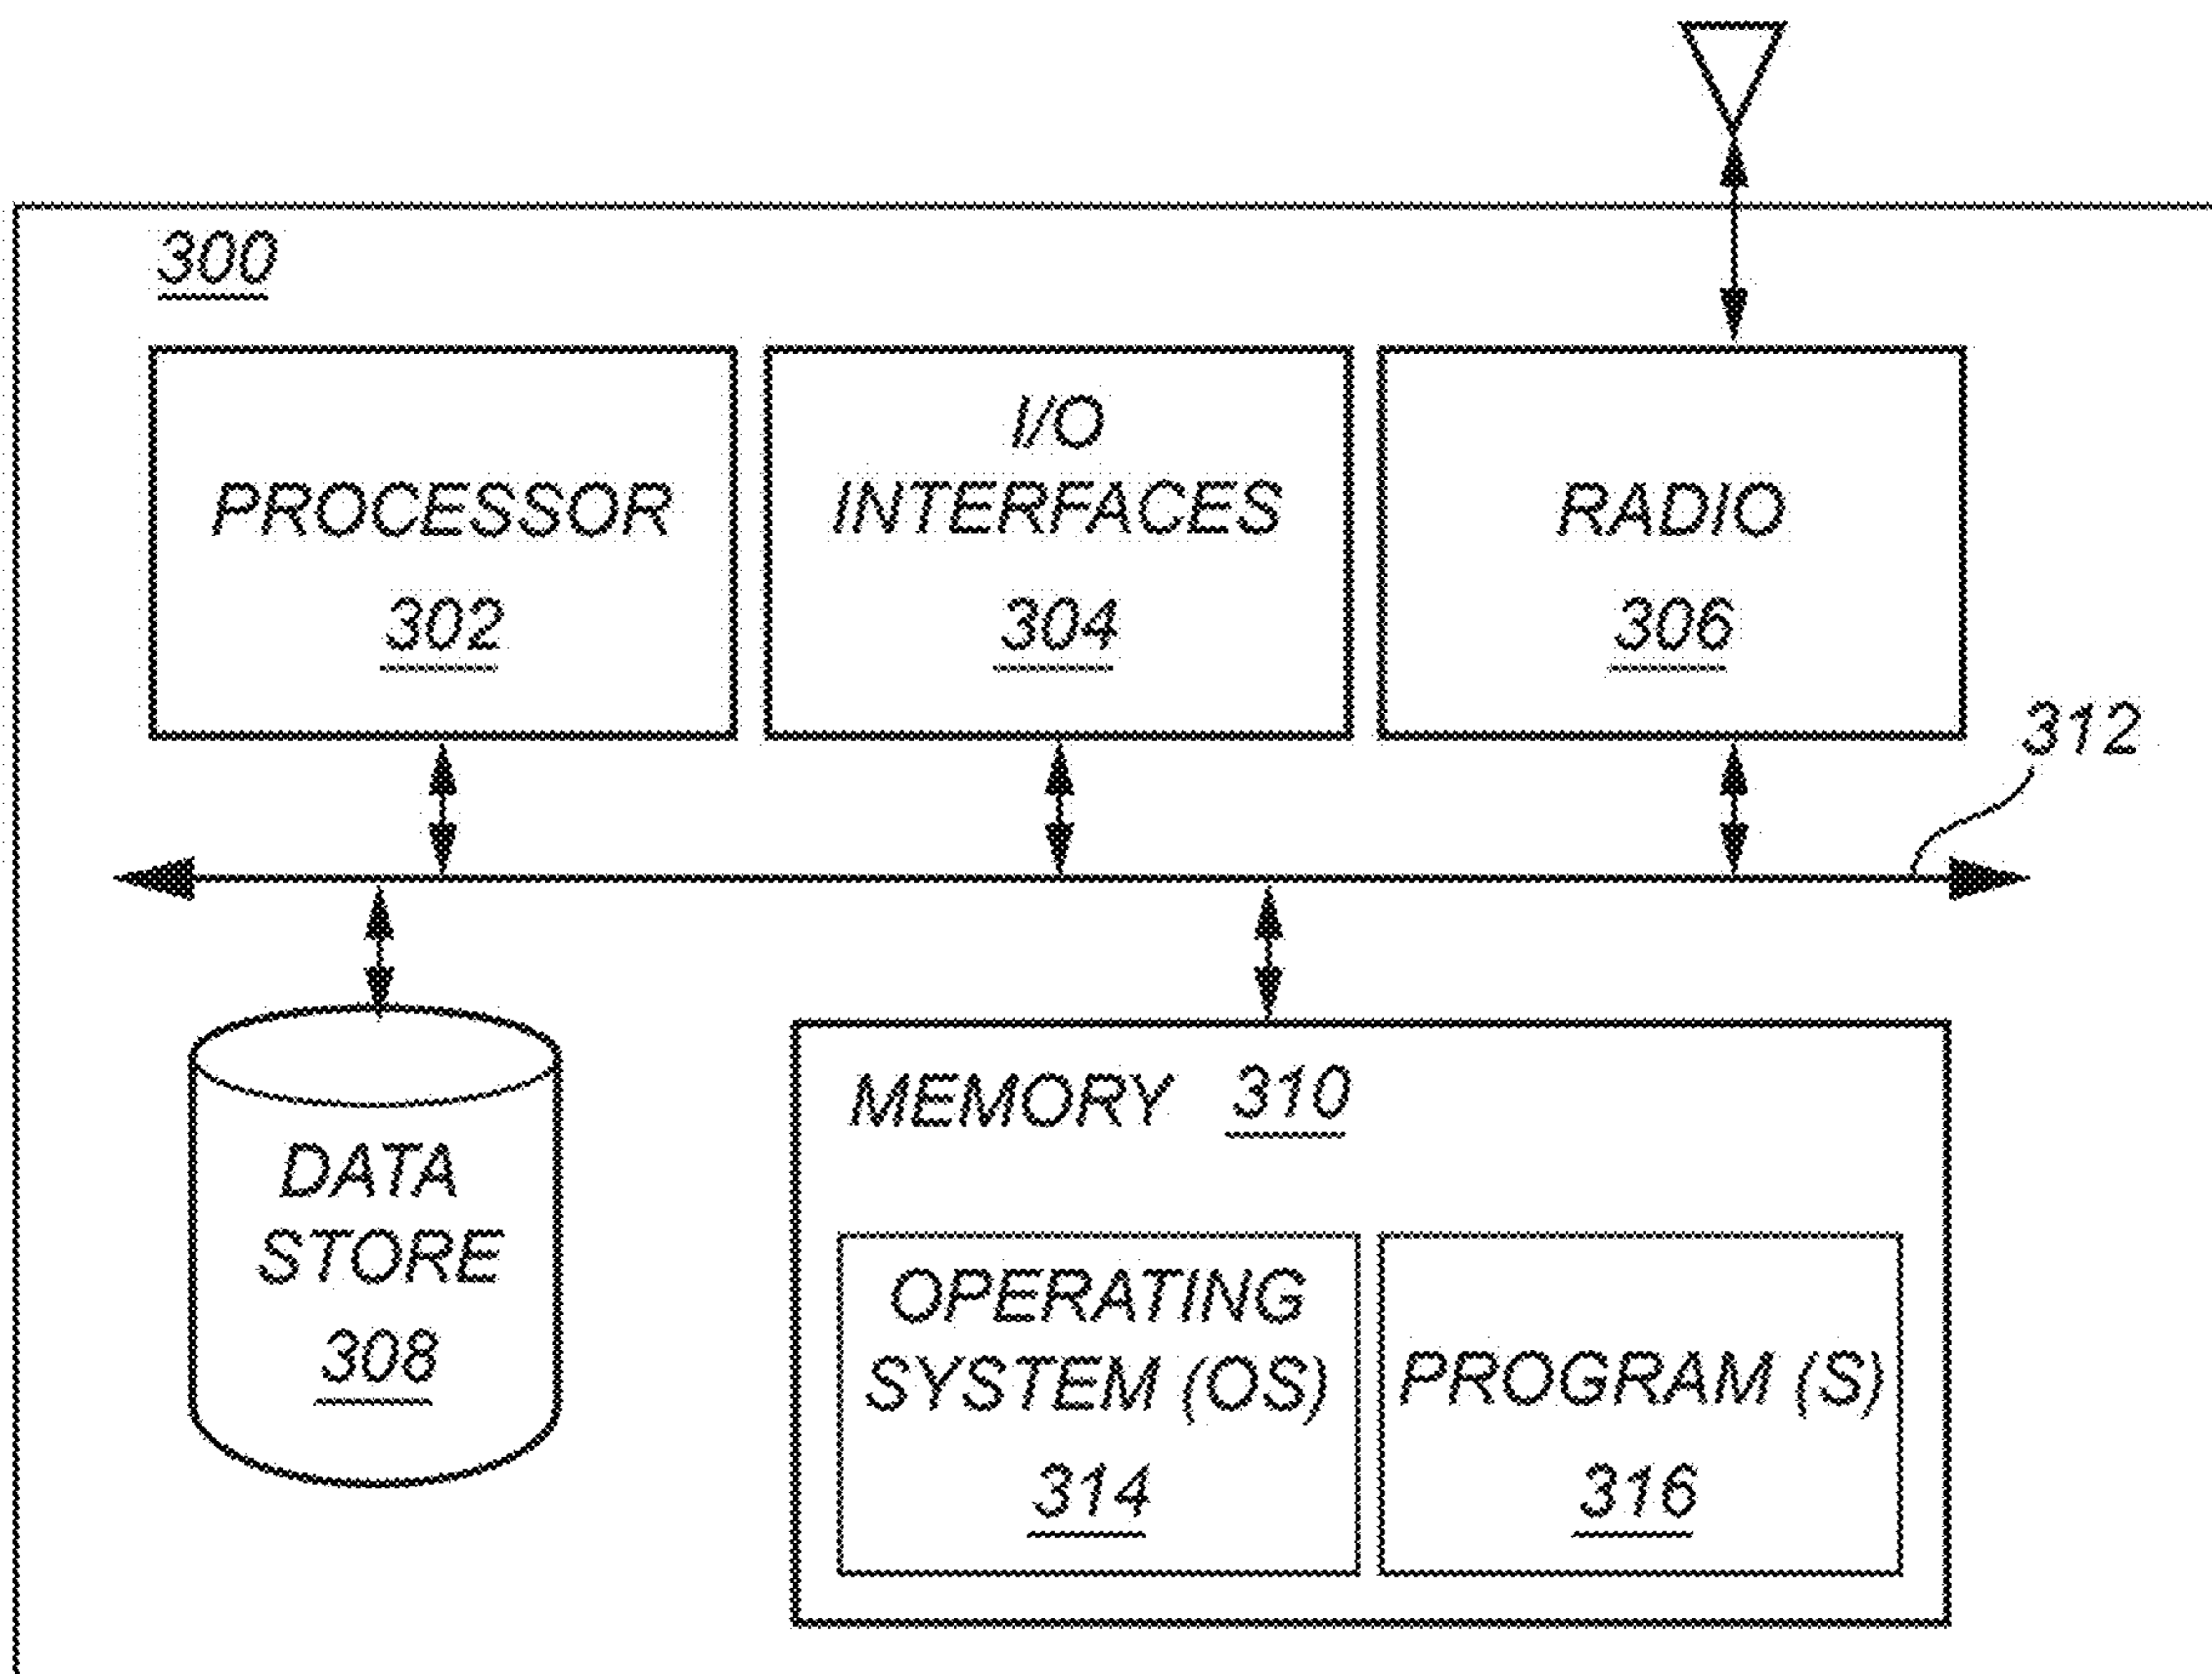 300
PROCESSOR
302
I/O
INTERFACES
304
RADIO
306
312
DATA
STORE
308
MEMORY 310
OPERATING
SYSTEM (OS)
314
PROGRAM (S)
316